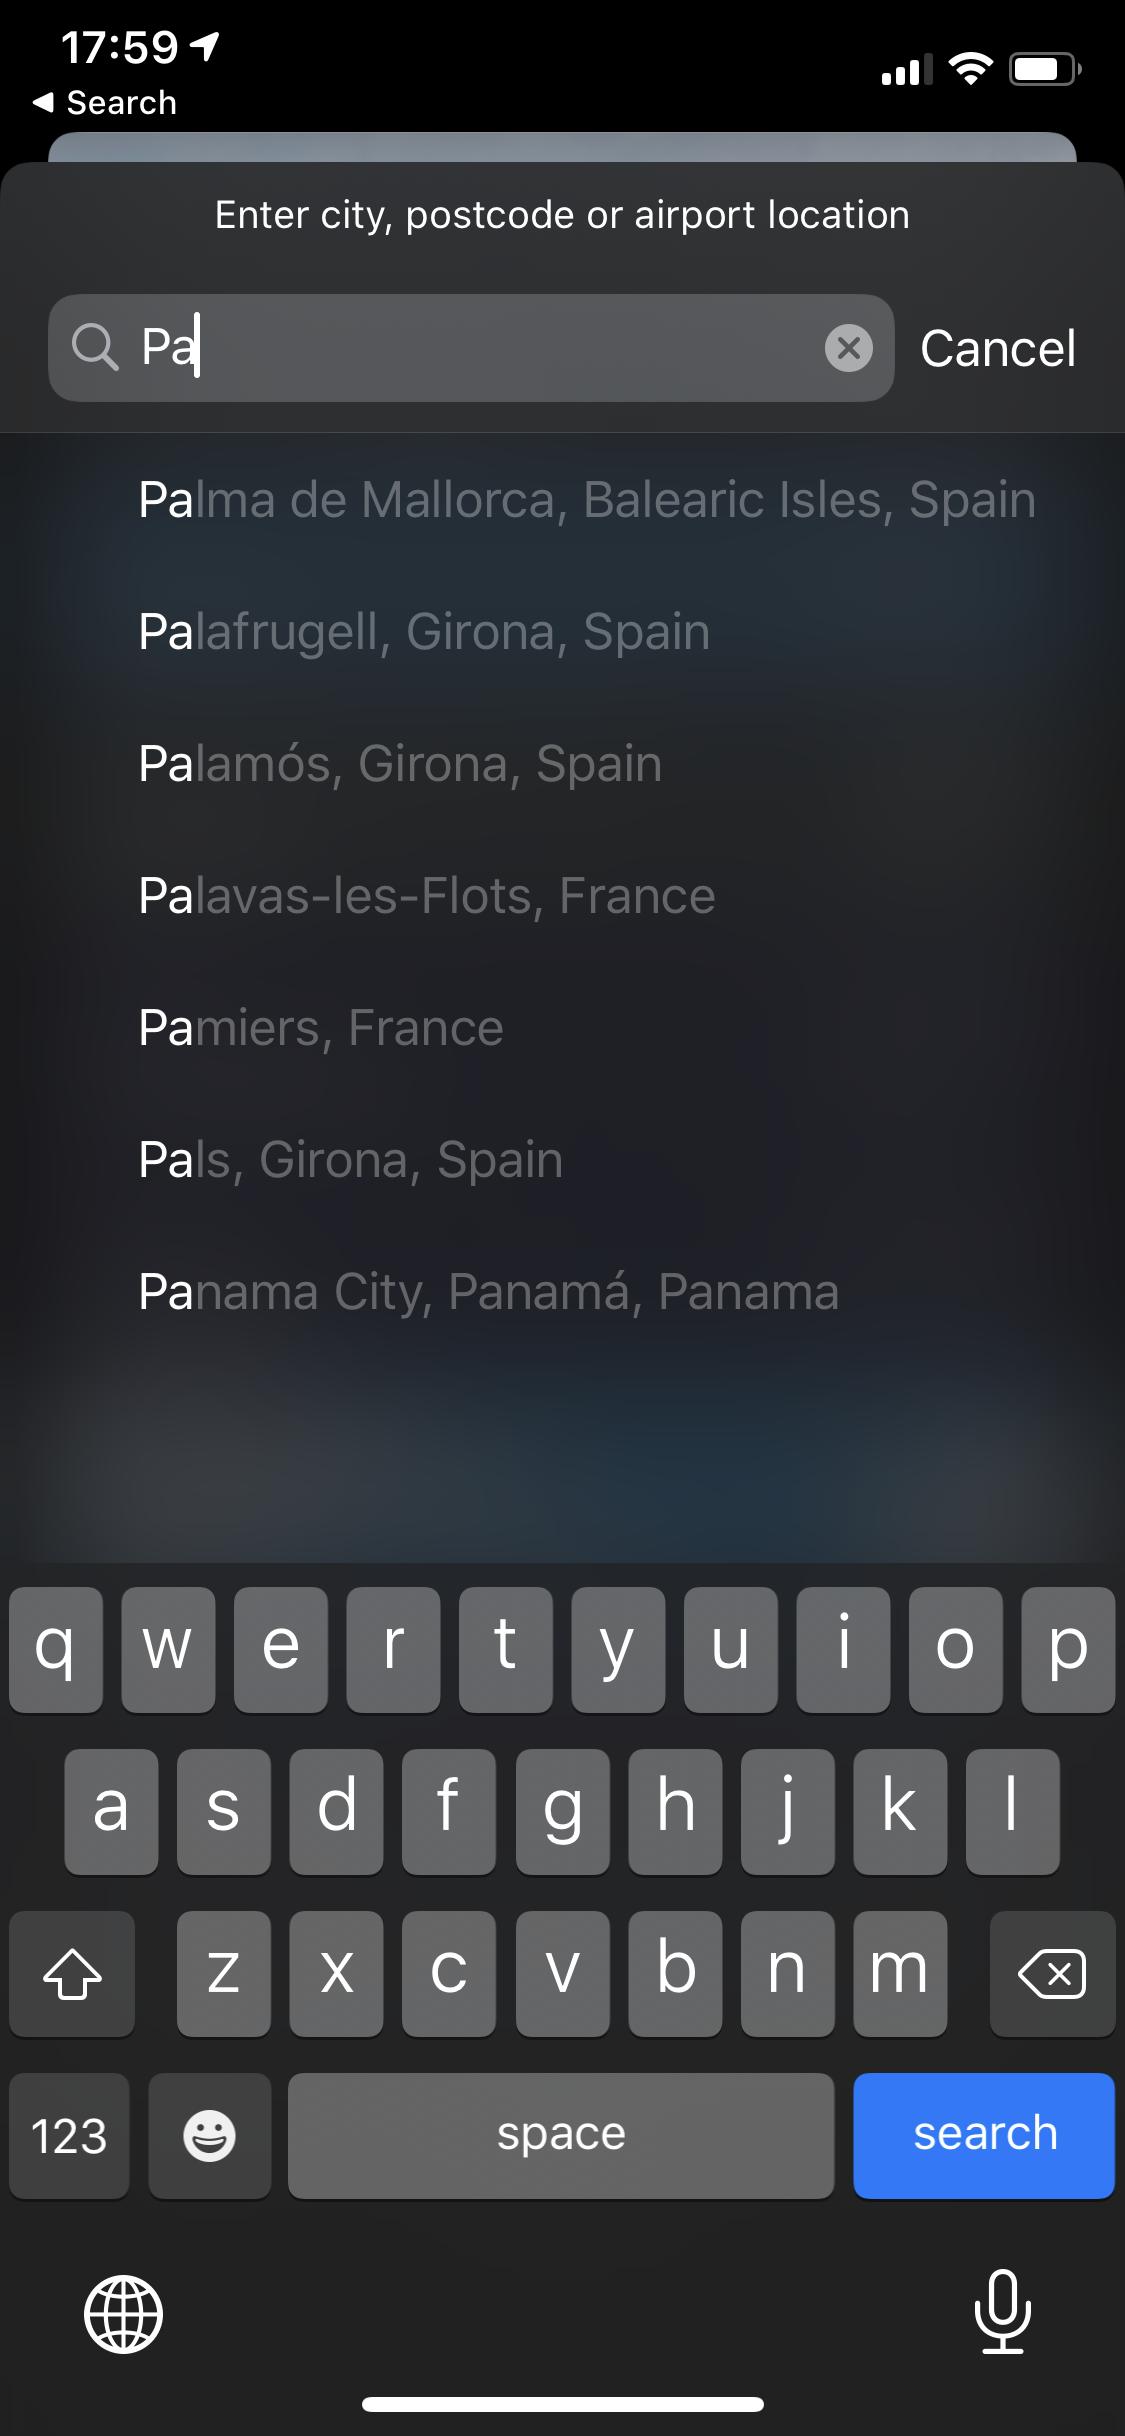 17:59
Search
Enter city, postcode or airport location
Pa
Cancel
Palma de Mallorca, Balearic Isles, Spain
Palafrugell, Girona, Spain
Palamós, Girona, Spain
Palavas-les-Flots, France
Pamiers, France
Pals, Girona, Spain
Panama City, Panamá, Panama
q w e r t y u i o p
a s d f g h j k l
z x c v b n m
123 space search